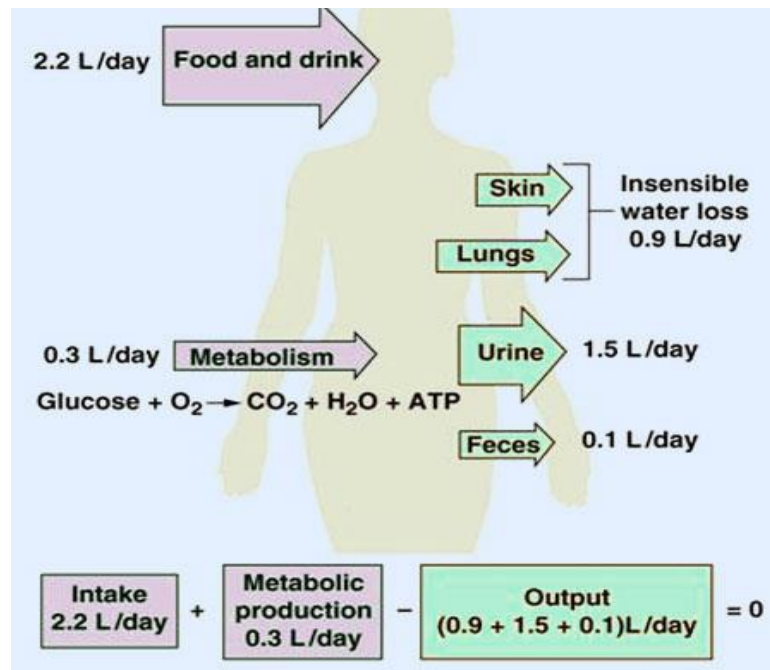 2.2 L/day Food and drink
Skin
Insensible
water loss
0.9 L/day
Lungs
0.3 L/day Metabolism
Urine 1.5 L/day
Glucose + O₂ → CO₂ + H₂O + ATP
Feces 0.1 L/day
Intake
2.2 L/day
+
Metabolic
production
0.3 L/day
–
Output
(0.9 + 1.5 + 0.1)L/day
= 0